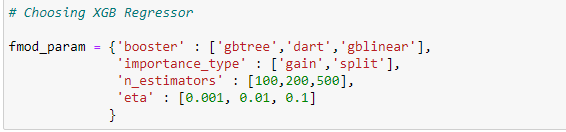 # Choosing XGB Regressor
fmod_param = {'booster' : ['gbtree','dart','gblinear'],
'importance_type' : ['gain','split'],
'n_estimators' : [100,200,500],
'eta' : [0.001, 0.01, 0.1]
}